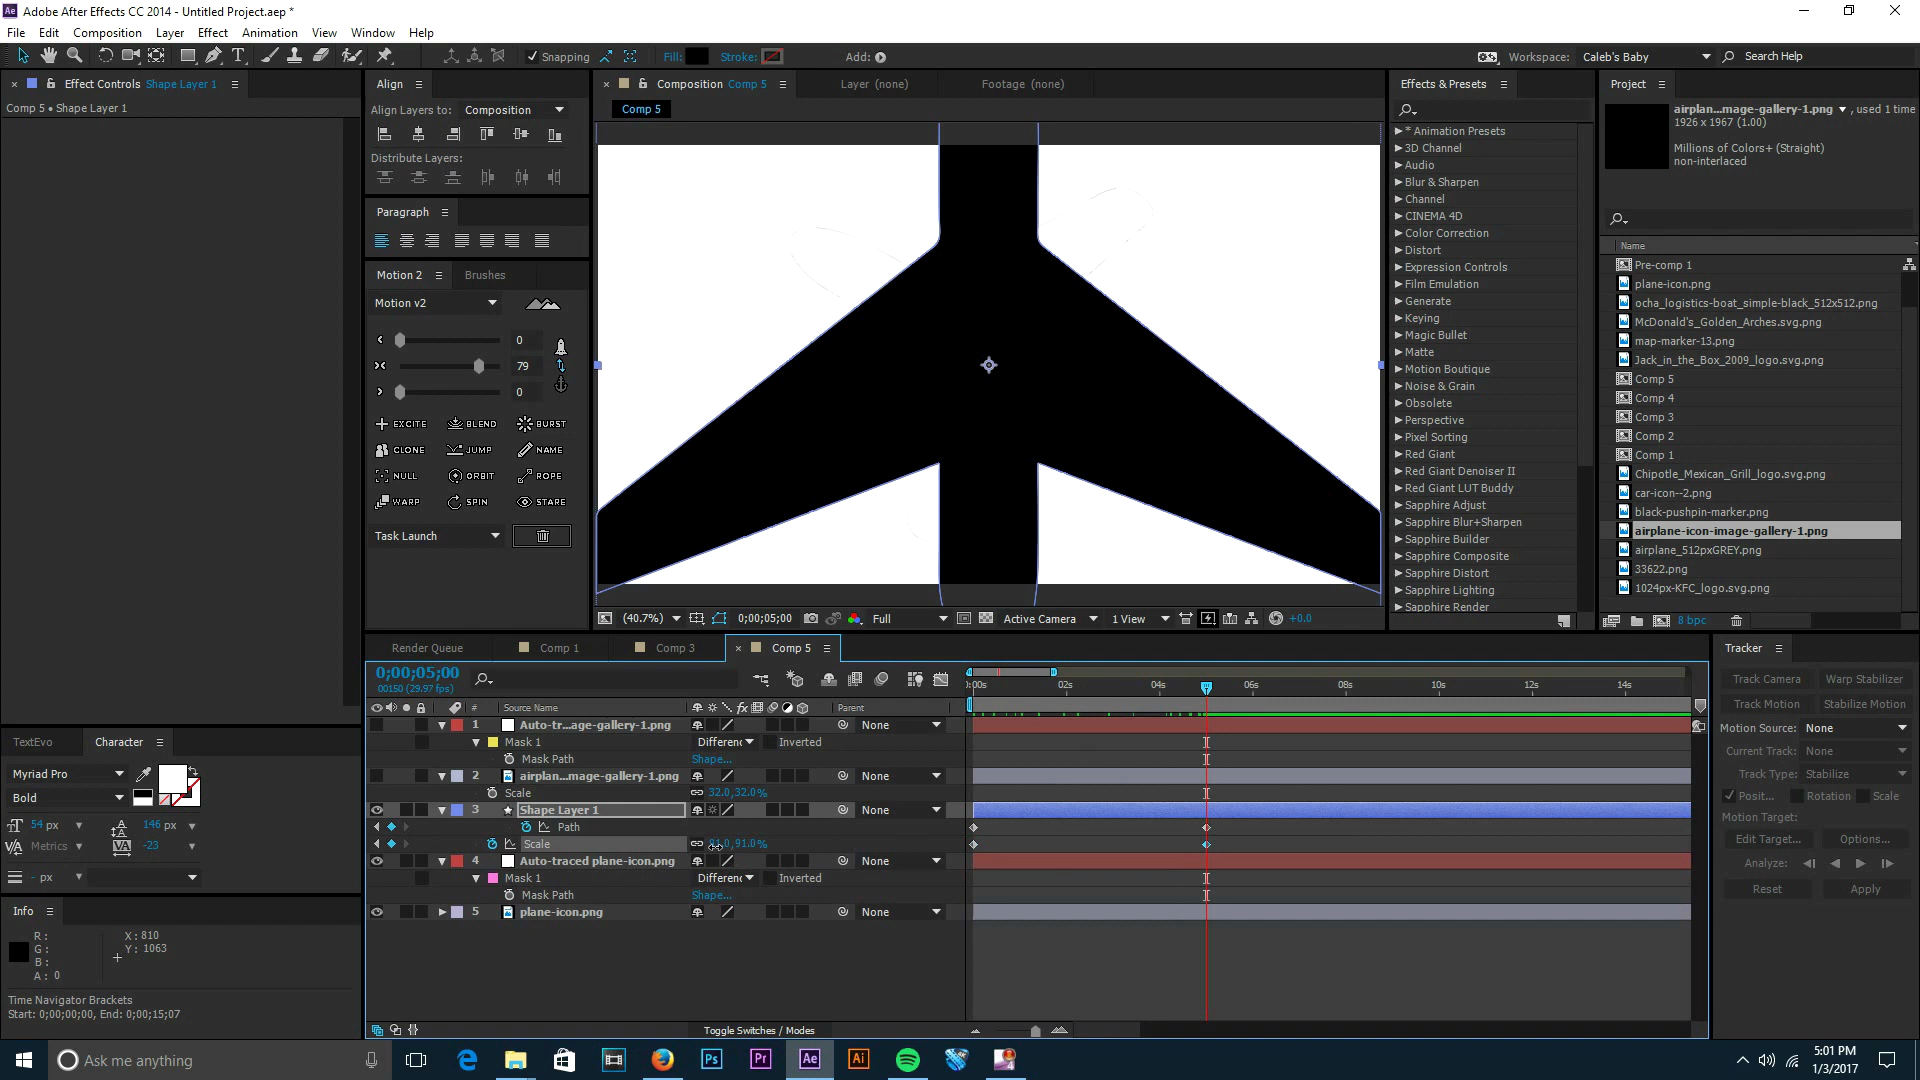 Adobe After Effects CC 2014 - Untitled Project.aep *
File Edit Composition Layer Effect Animation View Window Help
Snapping Fill: Stroke: Add: Workspace: Caleb's Baby Search Help
Effect Controls Shape Layer 1
Comp 5 • Shape Layer 1
Align
Align Layers to: Composition
Distribute Layers:
Paragraph
Motion 2 Brushes
Motion v2
0
79
0
EXCITE BLEND BURST
CLONE JUMP NAME
NULL ORBIT ROPE
WARP SPIN STARE
Task Launch
Composition Comp 5 Layer (none) Footage (none)
Comp 5
(40.7%) 0;00;05;00 Full Active Camera 1 View +0.0
Effects & Presets
* Animation Presets
3D Channel
Audio
Blur & Sharpen
Channel
CINEMA 4D
Color Correction
Distort
Expression Controls
Film Emulation
Generate
Keying
Magic Bullet
Matte
Motion Boutique
Noise & Grain
Obsolete
Perspective
Pixel Sorting
Red Giant
Red Giant Denoiser II
Red Giant LUT Buddy
Sapphire Adjust
Sapphire Blur+Sharpen
Sapphire Builder
Sapphire Composite
Sapphire Distort
Sapphire Lighting
Sapphire Render
Project
airplan...mage-gallery-1.png , used 1 time
1926 x 1967 (1.00)
Millions of Colors+ (Straight)
non-interlaced
Name
Pre-comp 1
plane-icon.png
ocha_logistics-boat_simple-black_512x512.png
McDonald's_Golden_Arches.svg.png
map-marker-13.png
Jack_in_the_Box_2009_logo.svg.png
Comp 5
Comp 4
Comp 3
Comp 2
Comp 1
Chipotle_Mexican_Grill_logo.svg.png
car-icon--2.png
black-pushpin-marker.png
airplane-icon-image-gallery-1.png
airplane_512pxGREY.png
33622.png
1024px-KFC_logo.svg.png
8 bpc
Render Queue Comp 1 Comp 3 Comp 5
0;00;05;00
00150 (29.97 fps)
:00s 02s 04s 06s 08s 10s 12s 14s
# Source Name Parent
1 Auto-tr...age-gallery-1.png None
Mask 1 Differenc Inverted
Mask Path Shape...
2 airplan...mage-gallery-1.png None
Scale 32.0,32.0%
3 Shape Layer 1 None
Path
Scale ,91.0%
4 Auto-traced plane-icon.png None
Mask 1 Differenc Inverted
Mask Path Shape...
5 plane-icon.png None
Toggle Switches / Modes
TextEvo Character
Myriad Pro
Bold
54 px 146 px
Metrics -23
- px
Info
R:
G:
B:
A: 0
X: 810
Y: 1063
Time Navigator Brackets
Start: 0;00;00;00, End: 0;00;15;07
Tracker
Track Camera Warp Stabilizer
Track Motion Stabilize Motion
Motion Source: None
Current Track: None
Track Type: Stabilize
Posit... Rotation Scale
Motion Target:
Edit Target... Options...
Analyze:
Reset Apply
Ask me anything
5:01 PM
1/3/2017